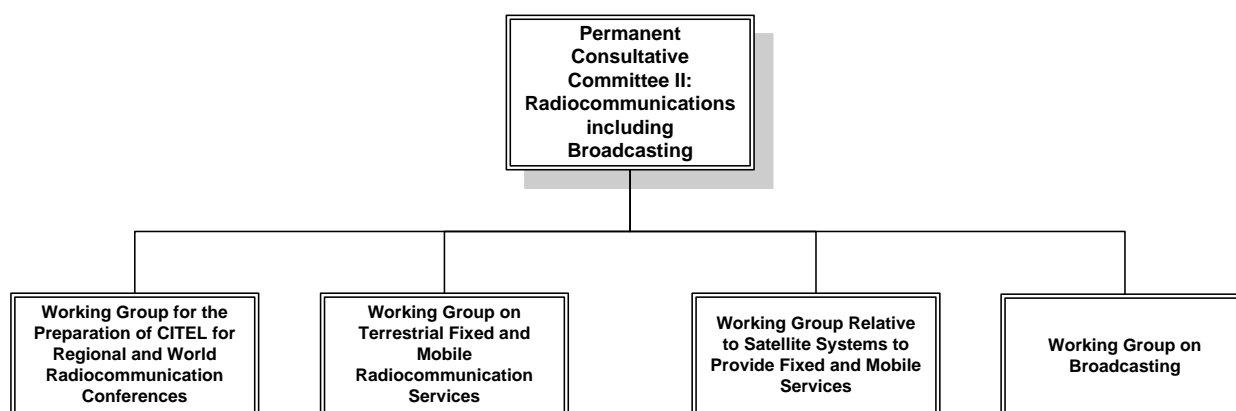 Permanent
Consultative
Committee II:
Radiocommunications
including
Broadcasting
Working Group for the
Preparation of CITEL for
Regional and World
Radiocommunication
Conferences
Working Group on
Terrestrial Fixed and
Mobile
Radiocommunication
Services
Working Group Relative
to Satellite Systems to
Provide Fixed and Mobile
Services
Working Group on
Broadcasting